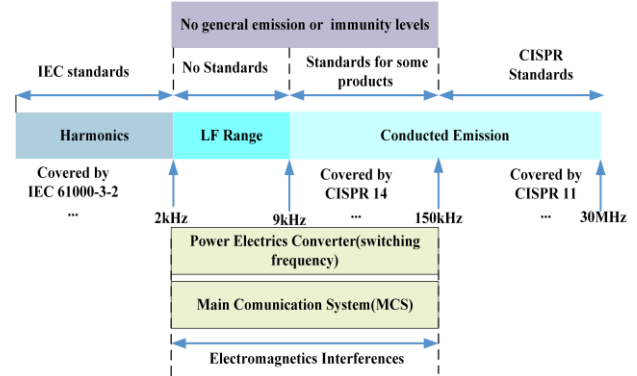 No general emission or immunity levels
IEC standards
No Standards
Standards for some
products
CISPR
Standards
Harmonics
LF Range
Conducted Emission
Covered by
IEC 61000-3-2
...
Covered by
CISPR 14
...
Covered by
CISPR 11
...
2kHz
9kHz
150kHz
30MHz
Power Electrics Converter(switching
frequency)
Main Comunication System(MCS)
Electromagnetics Interferences